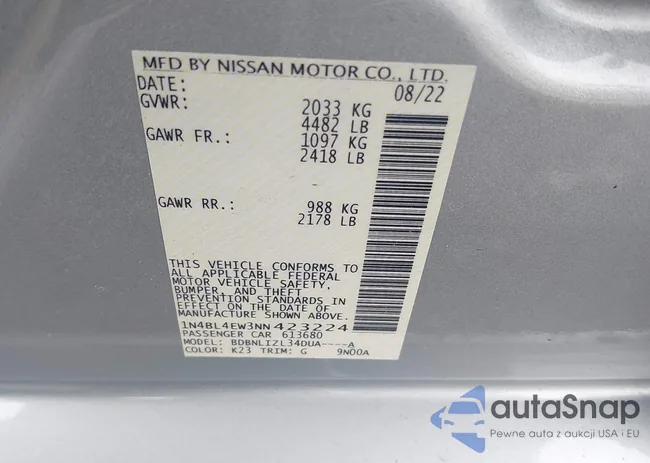 MFD BY NISSAN MOTOR CO., LTD.
DATE: 08/22
GVWR: 2033 KG
4482 LB
GAWR FR.: 1097 KG
2418 LB
GAWR RR.: 988 KG
2178 LB
THIS VEHICLE CONFORMS TO
ALL APPLICABLE FEDERAL
MOTOR VEHICLE SAFETY,
BUMPER, AND THEFT
PREVENTION STANDARDS IN
EFFECT ON THE DATE OF
MANUFACTURE SHOWN ABOVE.
1N4BL4EW3NN423224
PASSENGER CAR 613680
MODEL: BDBNLIZL34DUA----A
COLOR: K23 TRIM: G 9N00A
autoSnap
Pewne auta z aukcji USA i EU